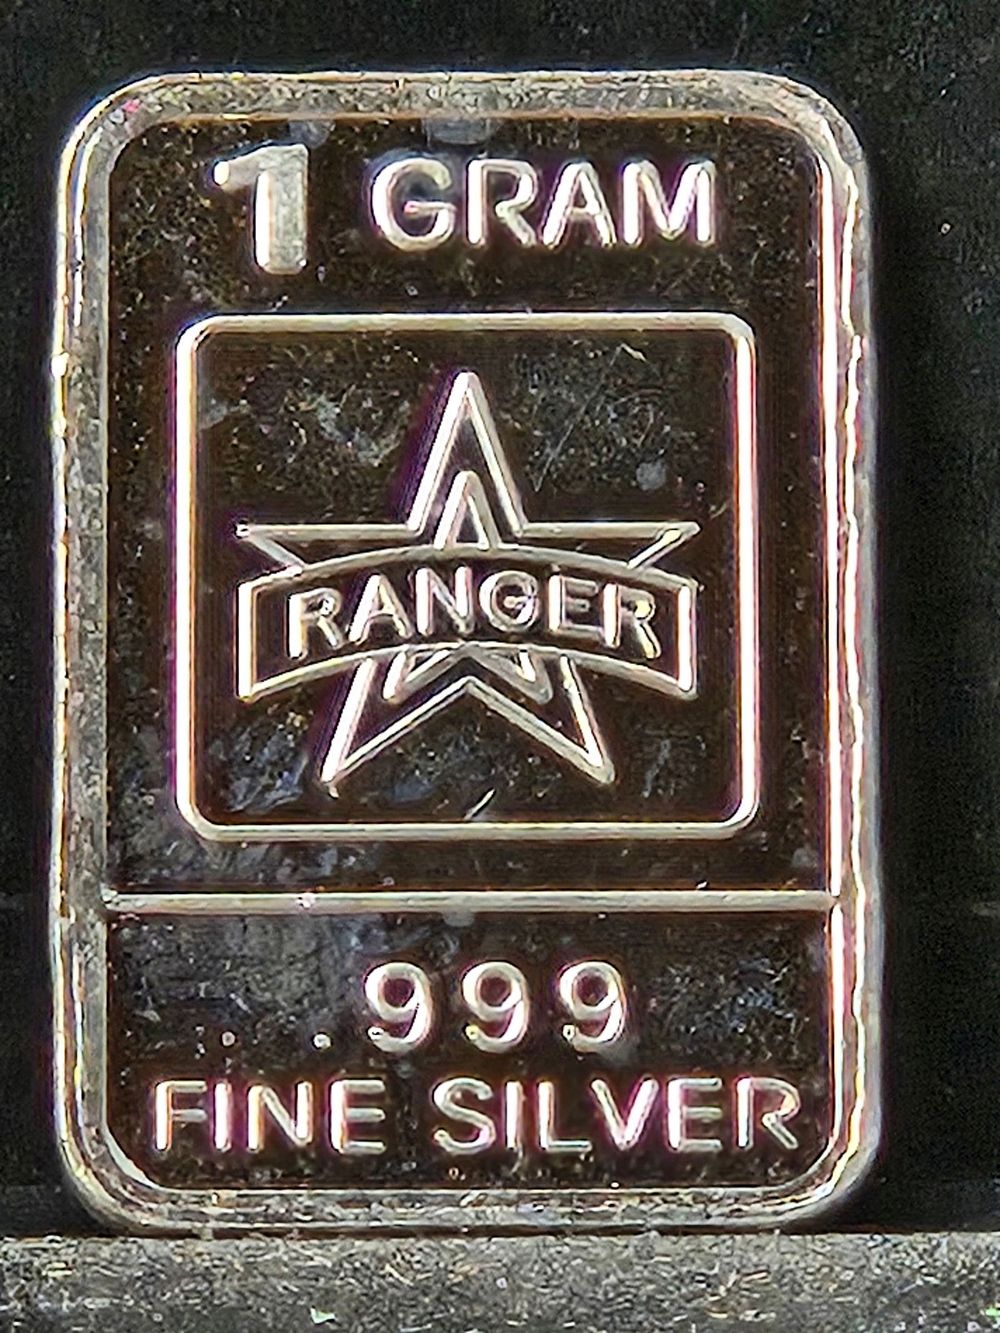 1 GRAM
RANGER
.999
FINE SILVER